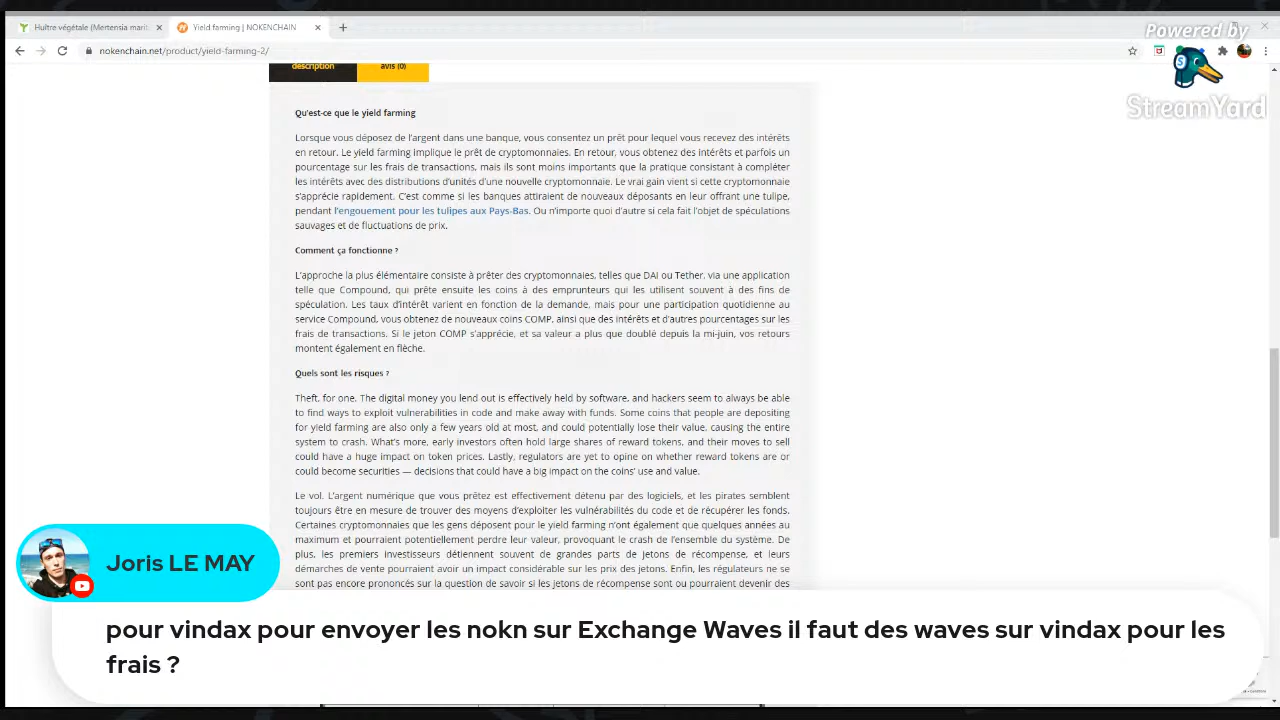 Huître végétale (Mertensia marit
Yield farming | NOKENCHAIN
nokenchain.net/product/yield-farming-2/
Powered by
StreamYard
description
avis (0)
Qu'est-ce que le yield farming
Lorsque vous déposez de l'argent dans une banque, vous consentez un prêt pour lequel vous recevez des intérêts
en retour. Le yield farming implique le prêt de cryptomonnaies. En retour, vous obtenez des intérêts et parfois un
pourcentage sur les frais de transactions, mais ils sont moins importants que la pratique consistant à compléter
les intérêts avec des distributions d'unités d'une nouvelle cryptomonnaie. Le vrai gain vient si cette cryptomonnaie
s'apprécie rapidement. C'est comme si les banques attiraient de nouveaux déposants en leur offrant une tulipe,
pendant l'engouement pour les tulipes aux Pays-Bas. Ou n'importe quoi d'autre si cela fait l'objet de spéculations
sauvages et de fluctuations de prix.
Comment ça fonctionne ?
L'approche la plus élémentaire consiste à prêter des cryptomonnaies, telles que DAI ou Tether, via une application
telle que Compound, qui prête ensuite les coins à des emprunteurs qui les utilisent souvent à des fins de
spéculation. Les taux d'intérêt varient en fonction de la demande, mais pour une participation quotidienne au
service Compound, vous obtenez de nouveaux coins COMP, ainsi que des intérêts et d'autres pourcentages sur les
frais de transactions. Si le jeton COMP s'apprécie, et sa valeur a plus que doublé depuis la mi-juin, vos retours
montent également en flèche.
Quels sont les risques ?
Theft, for one. The digital money you lend out is effectively held by software, and hackers seem to always be able
to find ways to exploit vulnerabilities in code and make away with funds. Some coins that people are depositing
for yield farming are also only a few years old at most, and could potentially lose their value, causing the entire
system to crash. What's more, early investors often hold large shares of reward tokens, and their moves to sell
could have a huge impact on token prices. Lastly, regulators are yet to opine on whether reward tokens are or
could become securities — decisions that could have a big impact on the coins' use and value.
Le vol. L'argent numérique que vous prêtez est effectivement détenu par des logiciels, et les pirates semblent
toujours être en mesure de trouver des moyens d'exploiter les vulnérabilités du code et de récupérer les fonds.
Certaines cryptomonnaies que les gens déposent pour le yield farming n'ont également que quelques années au
maximum et pourraient potentiellement perdre leur valeur, provoquant le crash de l'ensemble du système. De
plus, les premiers investisseurs détiennent souvent de grandes parts de jetons de récompense, et leurs
démarches de vente pourraient avoir un impact considérable sur les prix des jetons. Enfin, les régulateurs ne se
sont pas encore prononcés sur la question de savoir si les jetons de récompense sont ou pourraient devenir des
Joris LE MAY
pour vindax pour envoyer les nokn sur Exchange Waves il faut des waves sur vindax pour les
frais ?